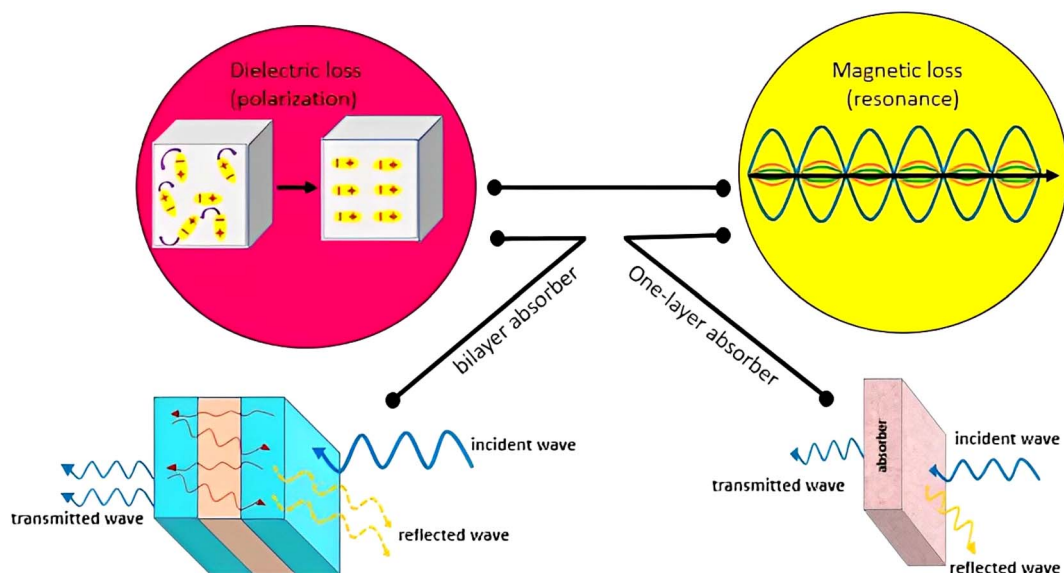 Dielectric loss
(polarization)
Magnetic loss
(resonance)
bilayer absorber
One-layer absorber
incident wave
transmitted wave
reflected wave
absorber
incident wave
transmitted wave
reflected wave